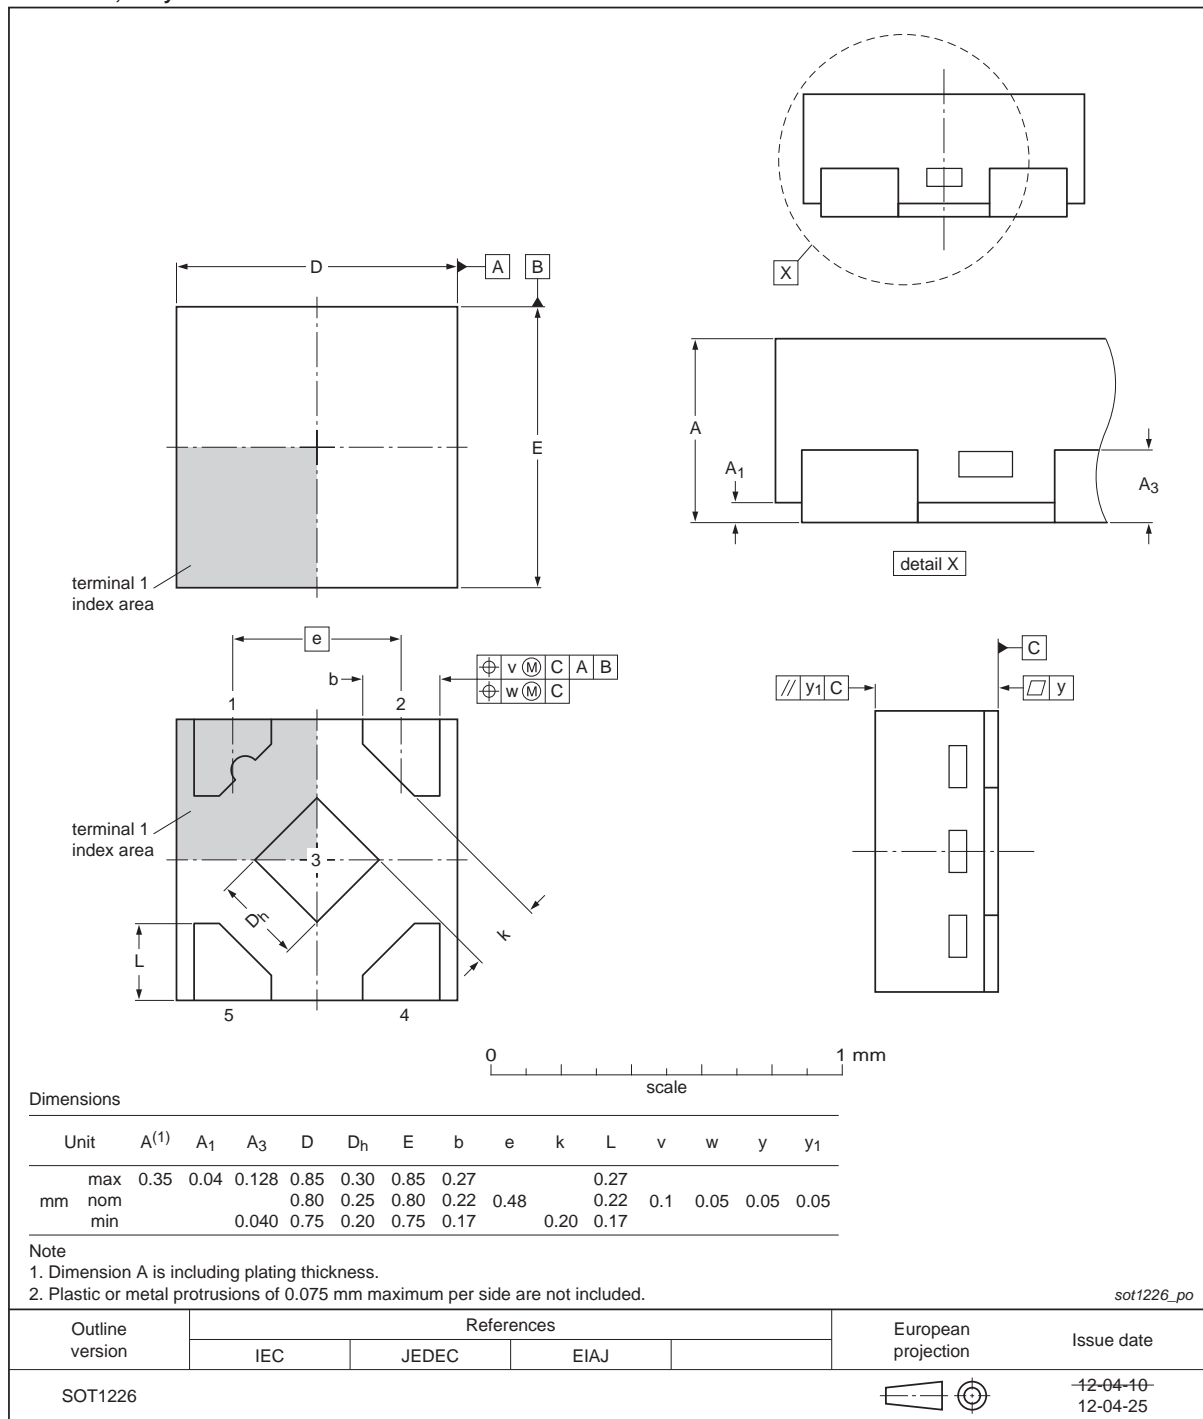 X
D
A
B
E
terminal 1
index area
A
A1
A3
detail X
e
b
v M C A B
w M C
1
2
terminal 1
index area
3
Dh
k
L
5
4
C
// y1 C
y
0
1 mm
scale
Dimensions
Unit A(1) A1 A3 D Dh E b e k L v w y y1
max 0.35 0.04 0.128 0.85 0.30 0.85 0.27 0.27
mm nom 0.80 0.25 0.80 0.22 0.48 0.22 0.1 0.05 0.05 0.05
min 0.040 0.75 0.20 0.75 0.17 0.20 0.17
Note
1. Dimension A is including plating thickness.
2. Plastic or metal protrusions of 0.075 mm maximum per side are not included.
sot1226_po
Outline version
References
IEC JEDEC EIAJ
European projection
Issue date
SOT1226
12-04-10
12-04-25